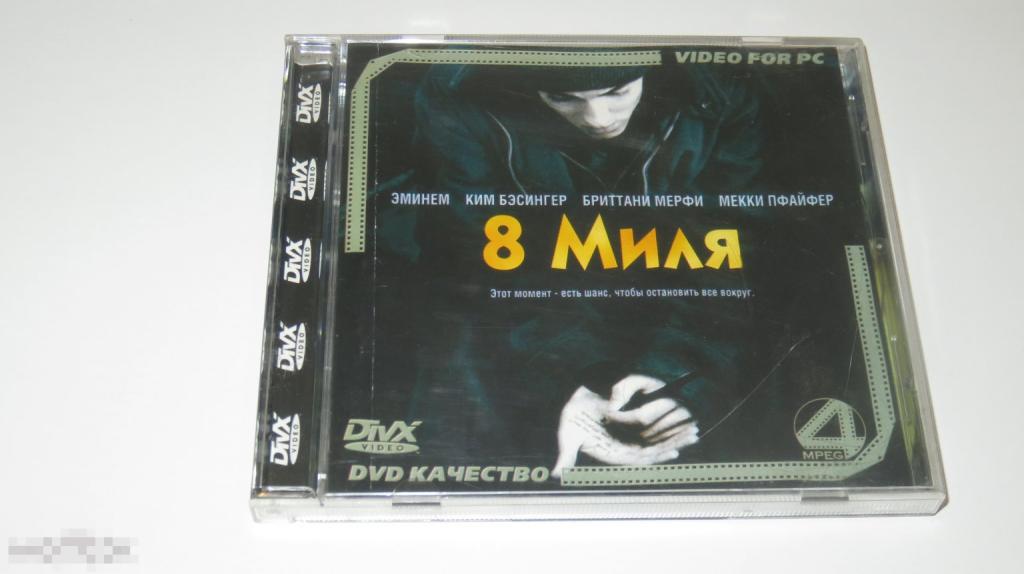 VIDEO FOR PC
ЭМИНЕМ КИМ БЭСИНГЕР БРИТТАНИ МЕРФИ МЕККИ ПФАЙФЕР
8 Миля
Этот момент - есть шанс, чтобы остановить все вокруг.
DIVX
VIDEO
DVD КАЧЕСТВО
4
MPEG
DIVX
VIDEO
DIVX
VIDEO
DIVX
VIDEO
DIVX
VIDEO
DIVX
VIDEO